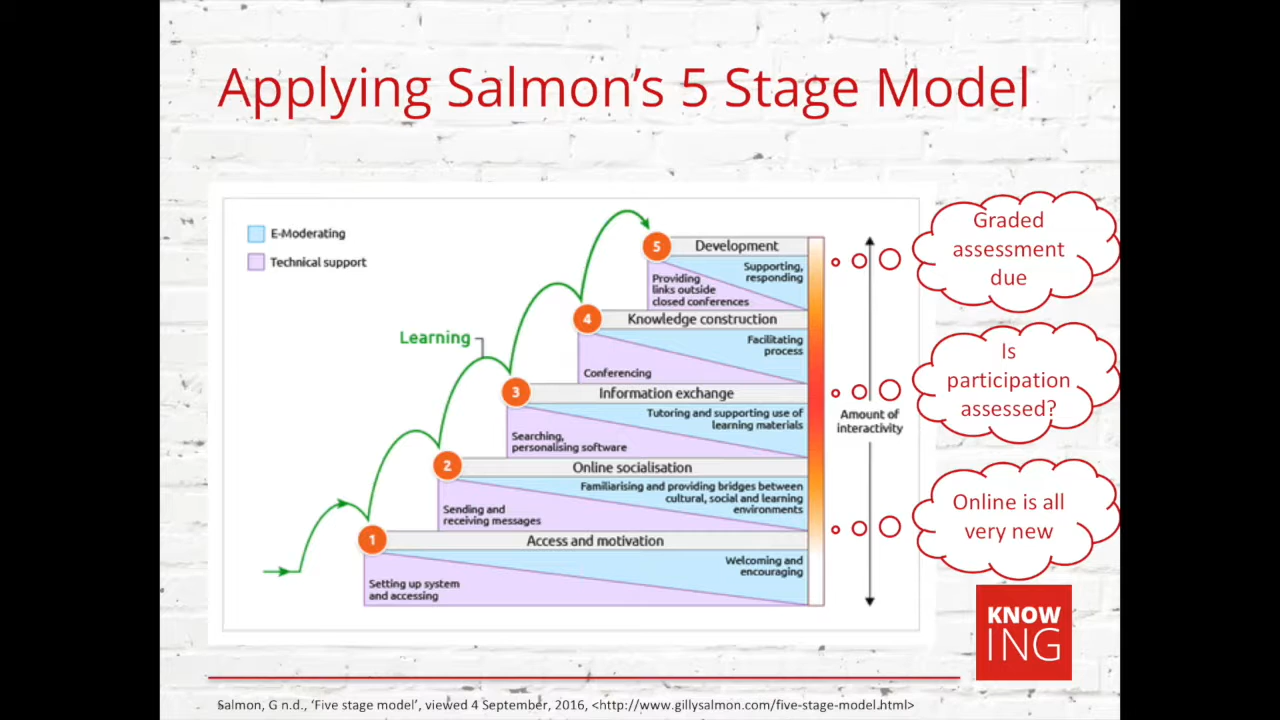 Applying Salmon's 5 Stage Model
E-Moderating
Technical support
Learning
5
Development
Supporting,
responding
Providing
links outside
closed conferences
4
Knowledge construction
Facilitating
process
Conferencing
3
Information exchange
Tutoring and supporting use of
learning materials
Searching,
personalising software
2
Online socialisation
Familiarising and providing bridges between
cultural, social and learning
environments
Sending and
receiving messages
1
Access and motivation
Welcoming and
encouraging
Setting up system
and accessing
Amount of
interactivity
Graded
assessment
due
Is
participation
assessed?
Online is all
very new
KNOW
ING
Salmon, G n.d., 'Five stage model', viewed 4 September, 2016, <http://www.gillysalmon.com/five-stage-model.html>